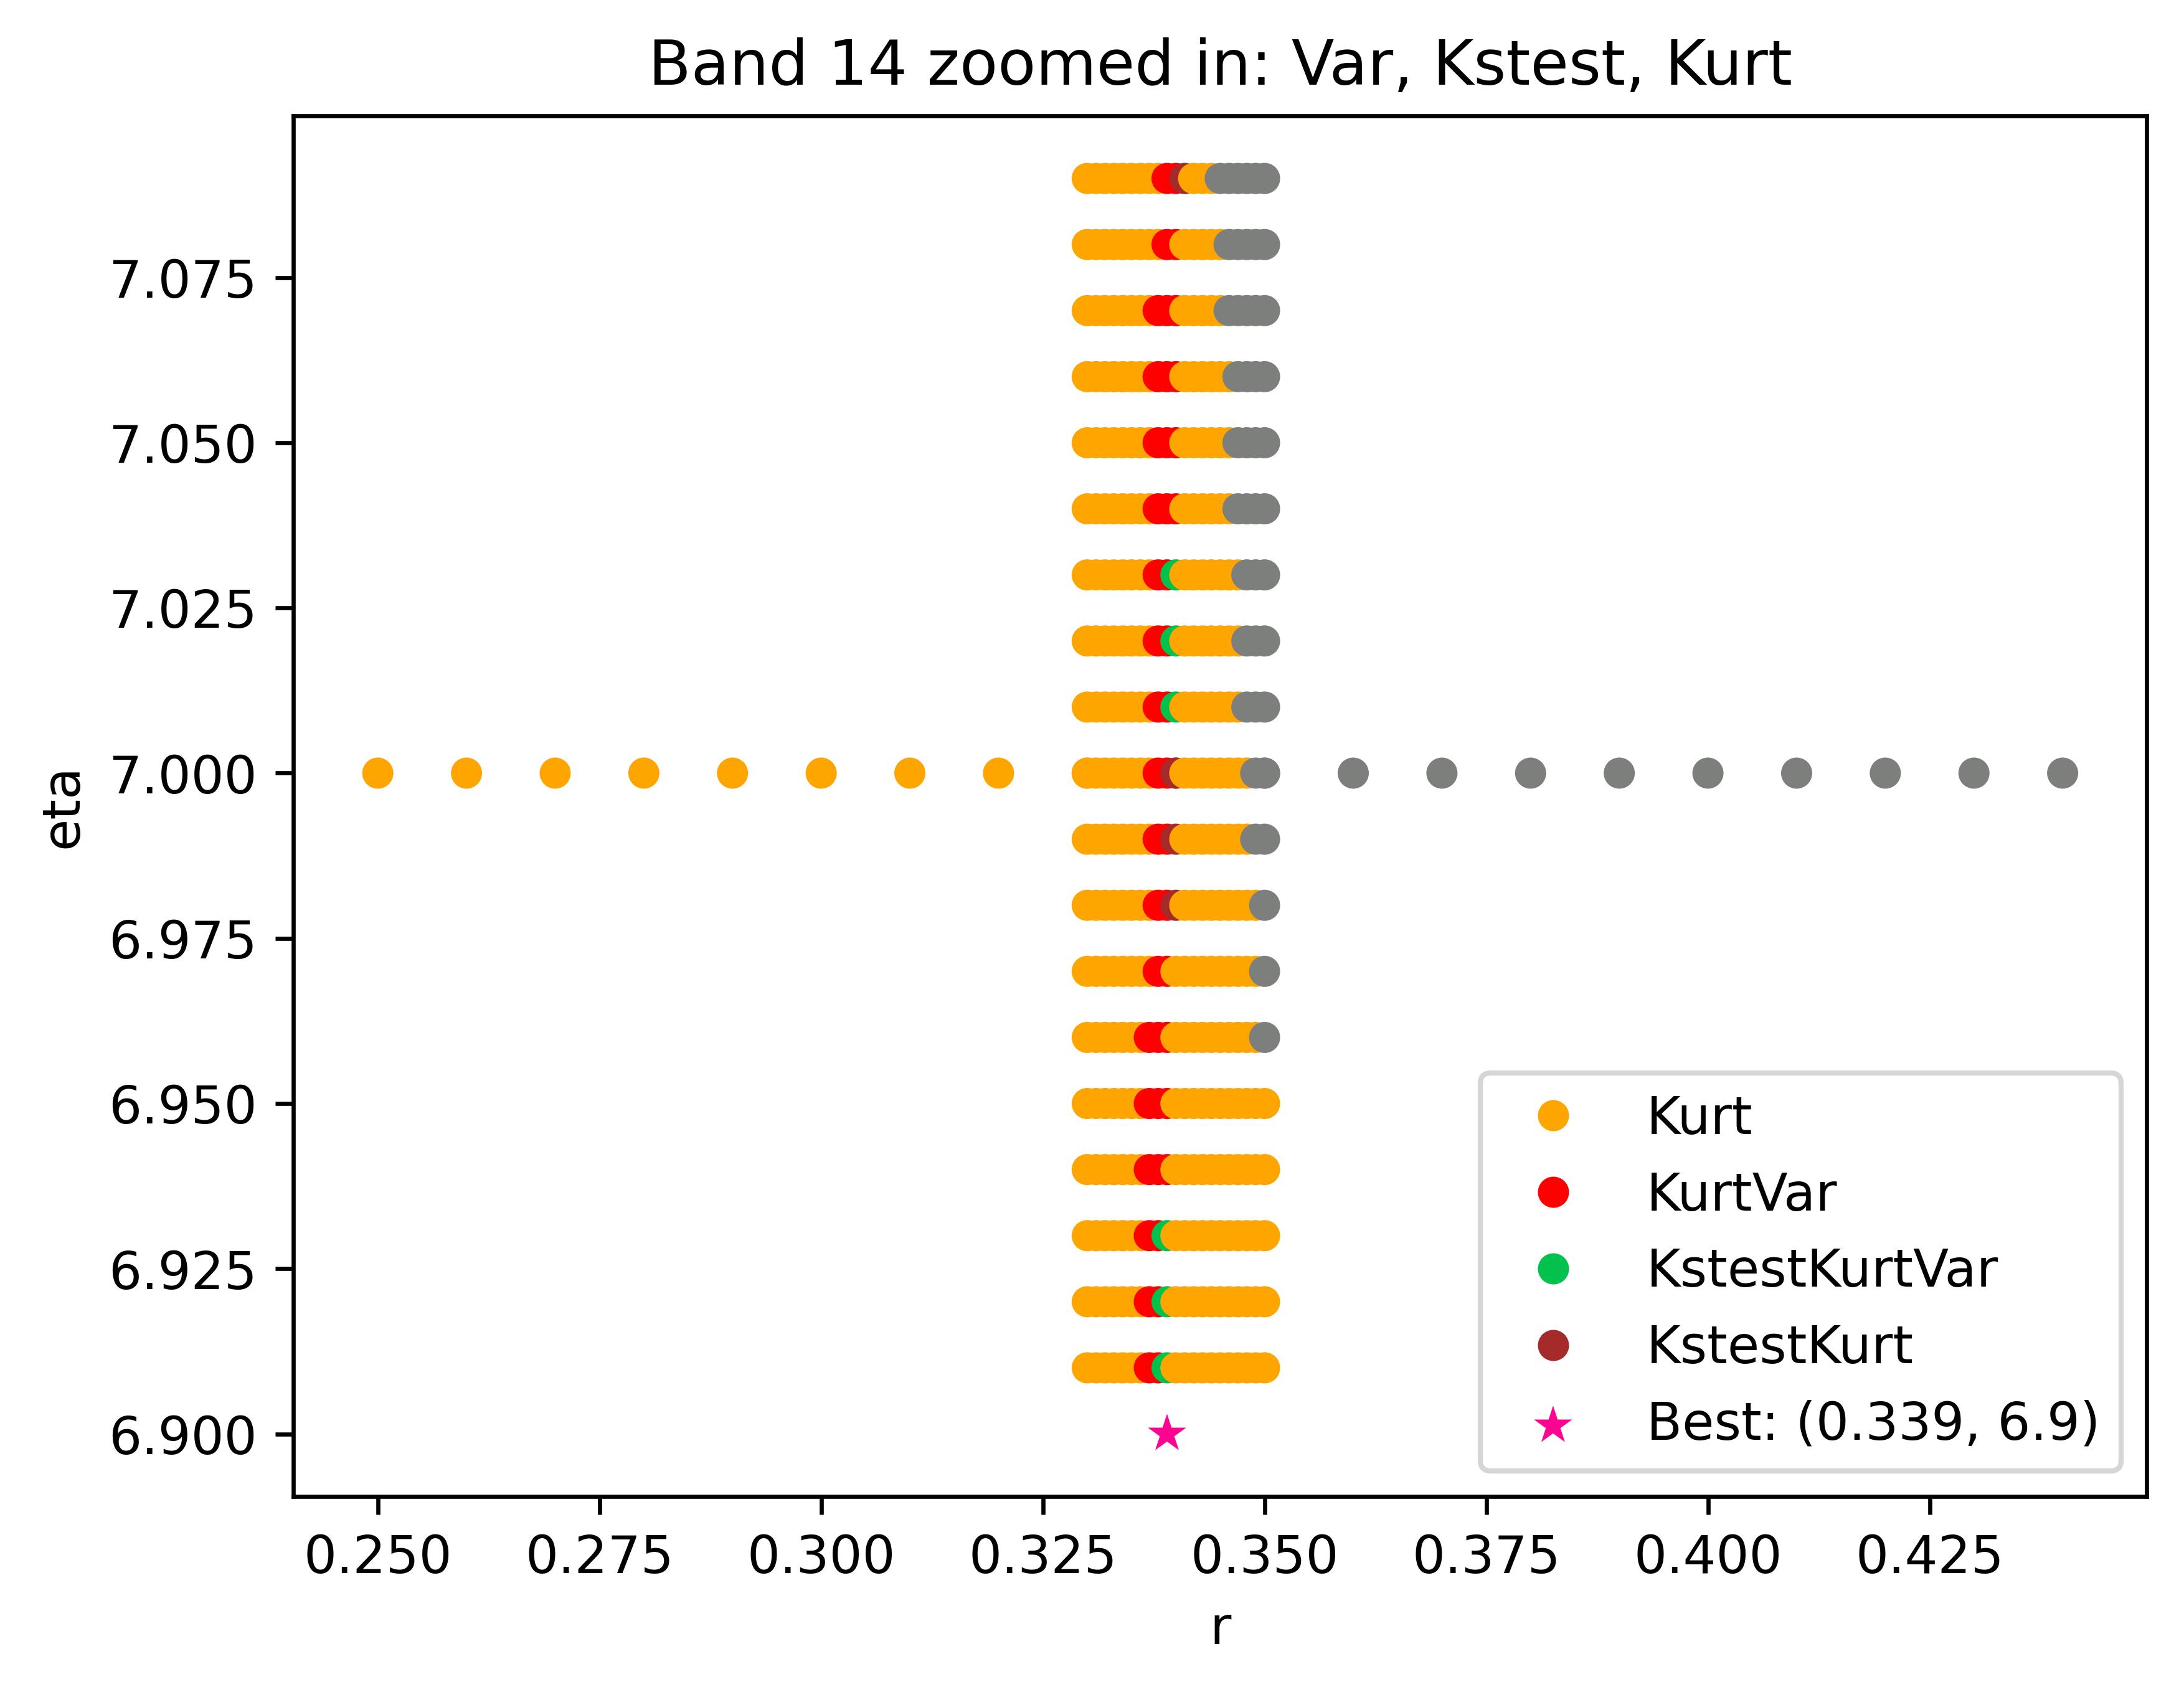 Band 14 zoomed in: Var, Kstest, Kurt
7.075
7.050
7.025
7.000
6.975
6.950
6.925
6.900
eta
Kurt
KurtVar
KstestKurtVar
KstestKurt
Best: (0.339, 6.9)
0.250 0.275 0.300 0.325 0.350 0.375 0.400 0.425
r